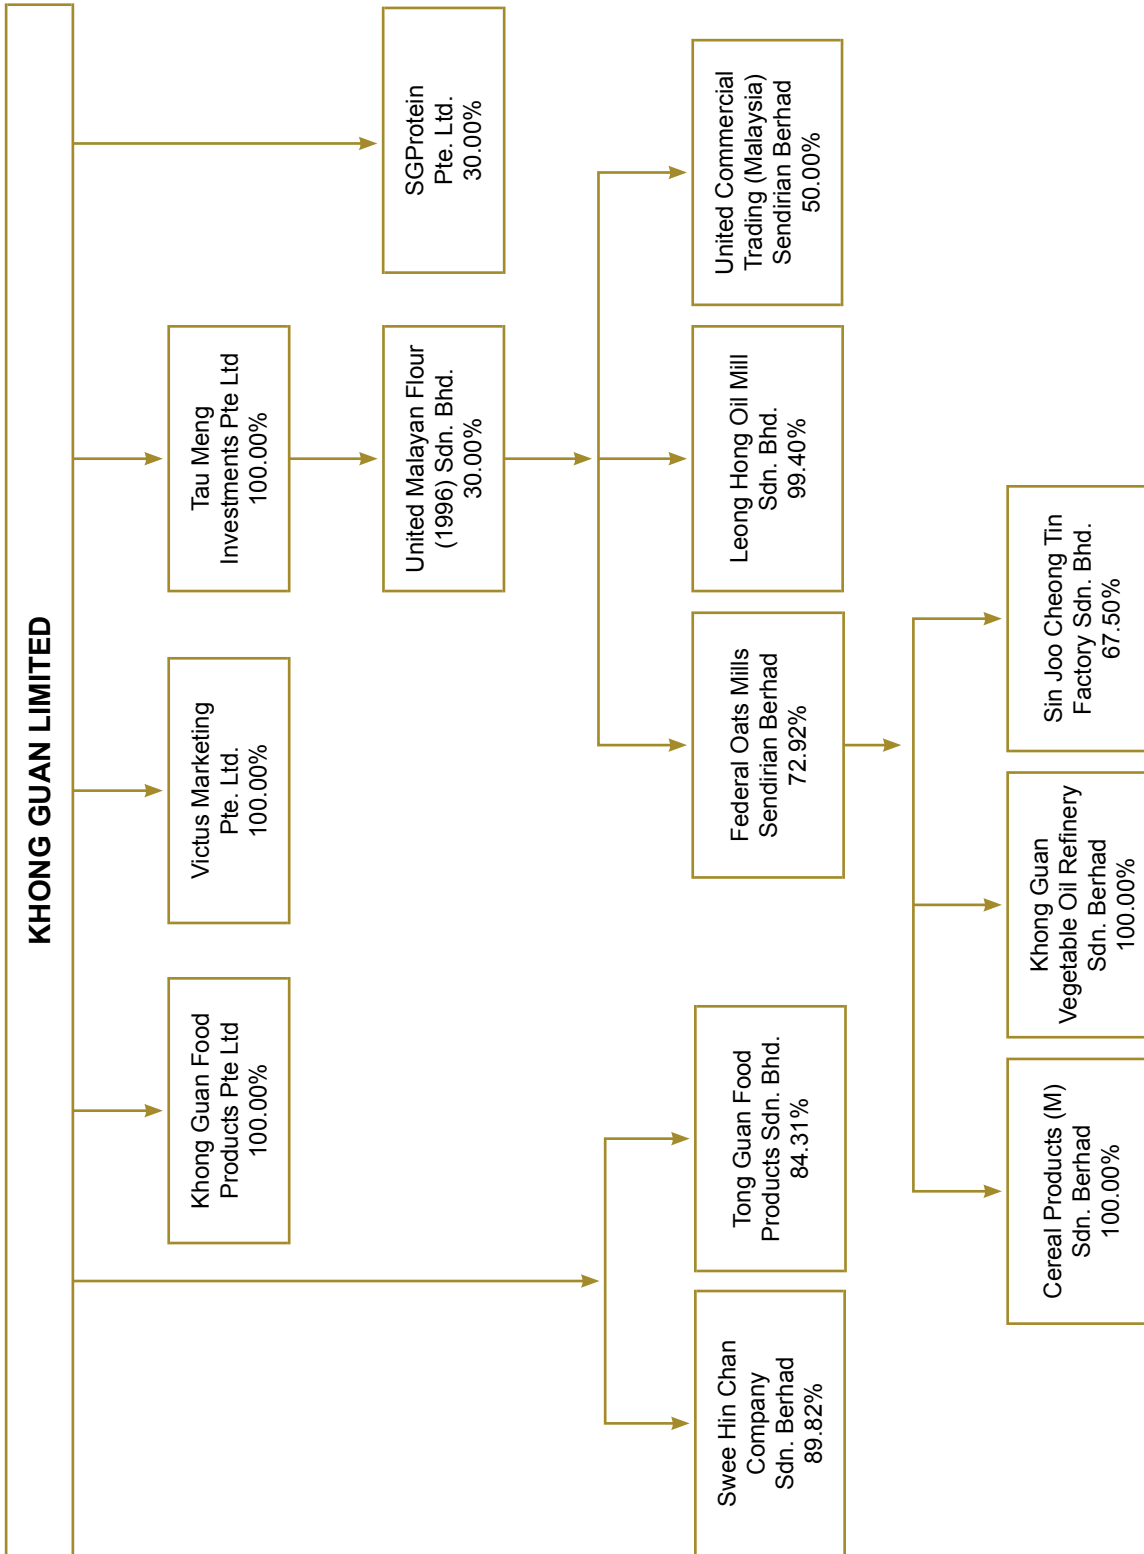 KHONG GUAN LIMITED
Khong Guan Food
Products Pte Ltd
100.00%
Victus Marketing
Pte. Ltd.
100.00%
Tau Meng
Investments Pte Ltd
100.00%
United Malayan Flour
(1996) Sdn. Bhd.
30.00%
SGProtein
Pte. Ltd.
30.00%
Swee Hin Chan
Company
Sdn. Berhad
89.82%
Tong Guan Food
Products Sdn. Bhd.
84.31%
Federal Oats Mills
Sendirian Berhad
72.92%
Leong Hong Oil Mill
Sdn. Bhd.
99.40%
United Commercial
Trading (Malaysia)
Sendirian Berhad
50.00%
Cereal Products (M)
Sdn. Berhad
100.00%
Khong Guan
Vegetable Oil Refinery
Sdn. Berhad
100.00%
Sin Joo Cheong Tin
Factory Sdn. Bhd.
67.50%